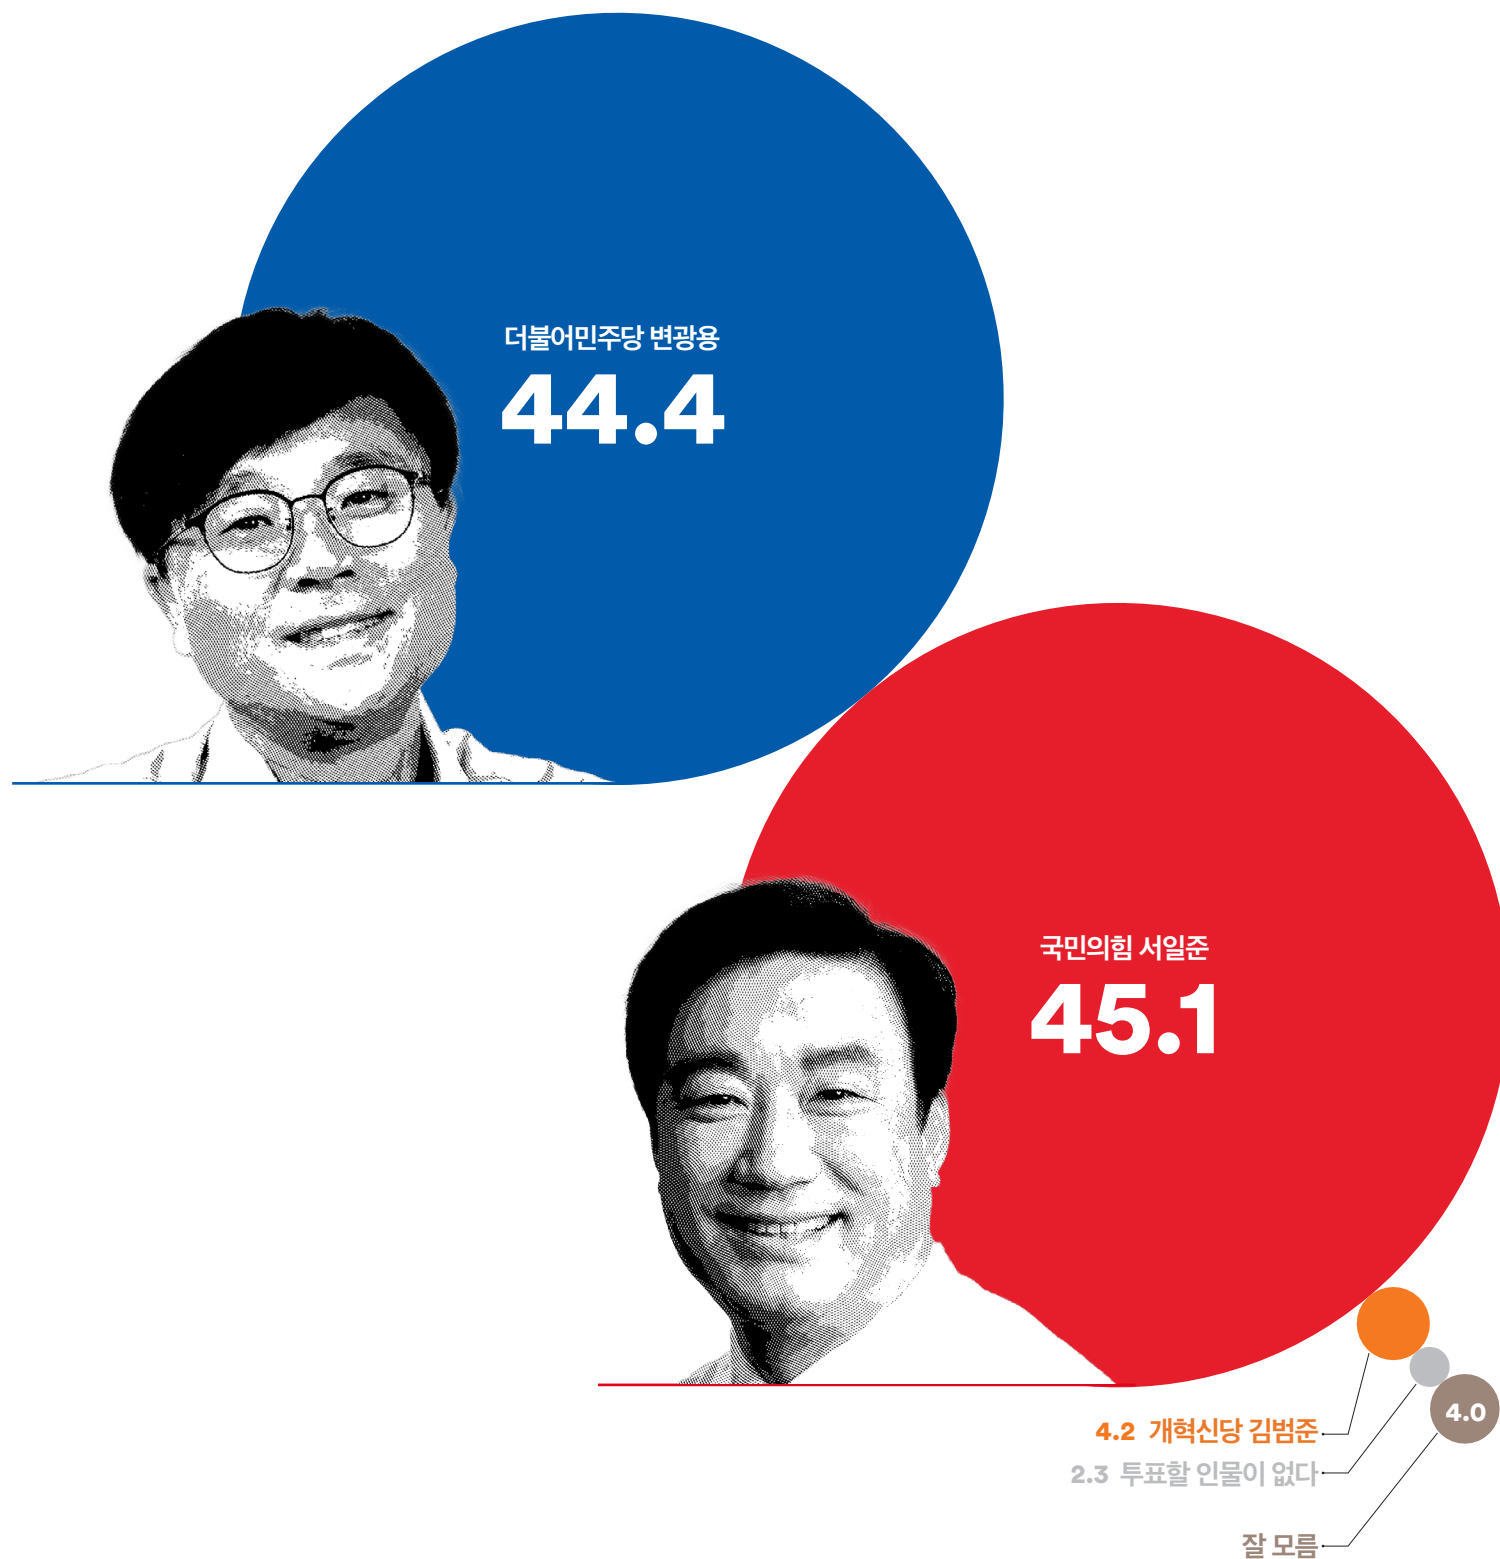 더불어민주당 변광용
44.4
국민의힘 서일준
45.1
4.2 개혁신당 김범준
2.3 투표할 인물이 없다
4.0
잘 모름